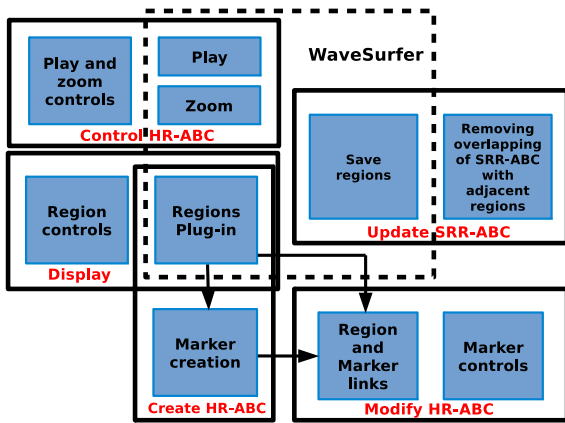 Play and
zoom
controls
Play
Zoom
Control HR-ABC
WaveSurfer
Save
regions
Removing
overlapping
of SRR-ABC
with
adjacent
regions
Update SRR-ABC
Region
controls
Display
Regions
Plug-in
Marker
creation
Create HR-ABC
Region
and
Marker
links
Marker
controls
Modify HR-ABC